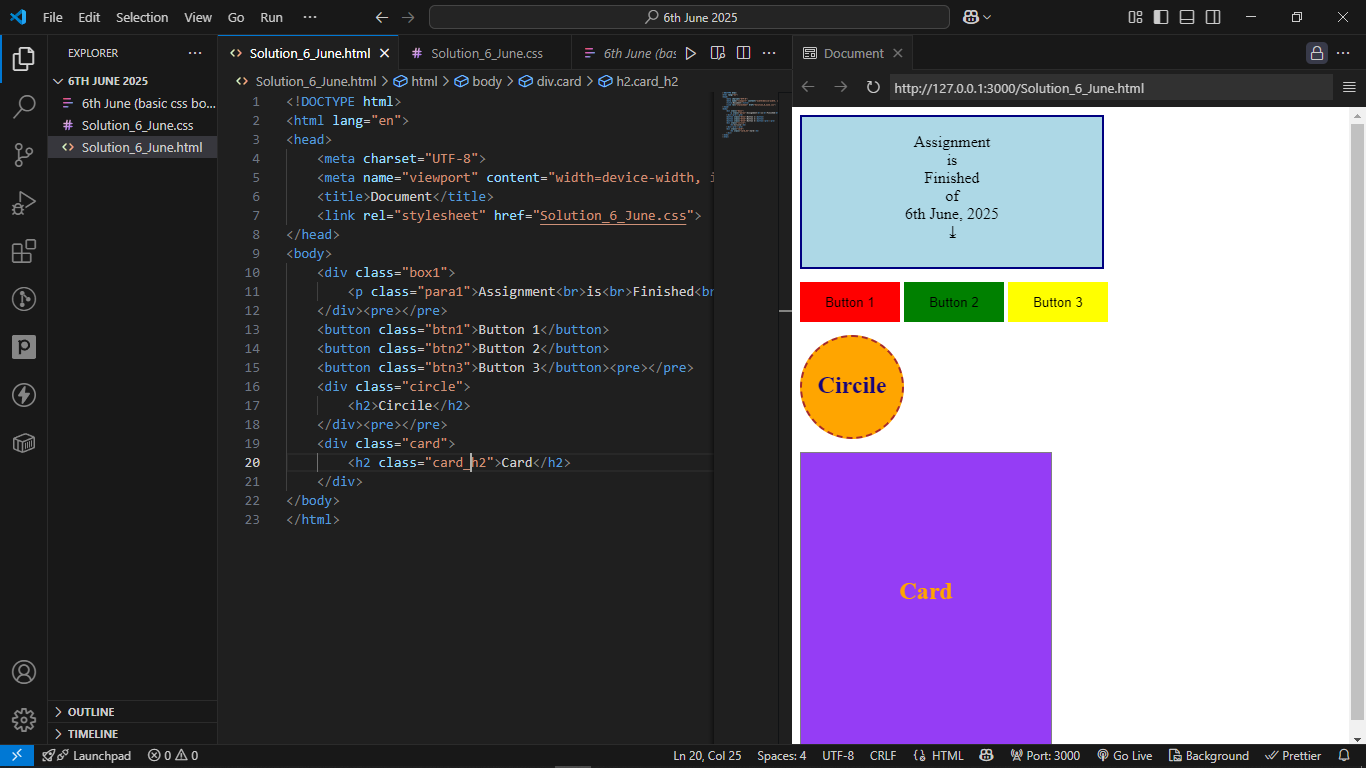 File Edit Selection View Go Run ··· 6th June 2025
EXPLORER ···
6TH JUNE 2025
6th June (basic css bo...
Solution_6_June.css
Solution_6_June.html
OUTLINE
TIMELINE
Solution_6_June.html Solution_6_June.css 6th June (bas ···
Solution_6_June.html > html > body > div.card > h2.card_h2
1 <!DOCTYPE html>
2 <html lang="en">
3 <head>
4 <meta charset="UTF-8">
5 <meta name="viewport" content="width=device-width, i
6 <title>Document</title>
7 <link rel="stylesheet" href="Solution_6_June.css">
8 </head>
9 <body>
10 <div class="box1">
11 <p class="para1">Assignment<br>is<br>Finished<br
12 </div><pre></pre>
13 <button class="btn1">Button 1</button>
14 <button class="btn2">Button 2</button>
15 <button class="btn3">Button 3</button><pre></pre>
16 <div class="circle">
17 <h2>Circile</h2>
18 </div><pre></pre>
19 <div class="card">
20 <h2 class="card_h2">Card</h2>
21 </div>
22 </body>
23 </html>
Document ···
http://127.0.0.1:3000/Solution_6_June.html
Assignment
is
Finished
of
6th June, 2025
↓
Button 1 Button 2 Button 3
Circile
Card
Launchpad 0 0 Ln 20, Col 25 Spaces: 4 UTF-8 CRLF {} HTML Port: 3000 Go Live Background Prettier